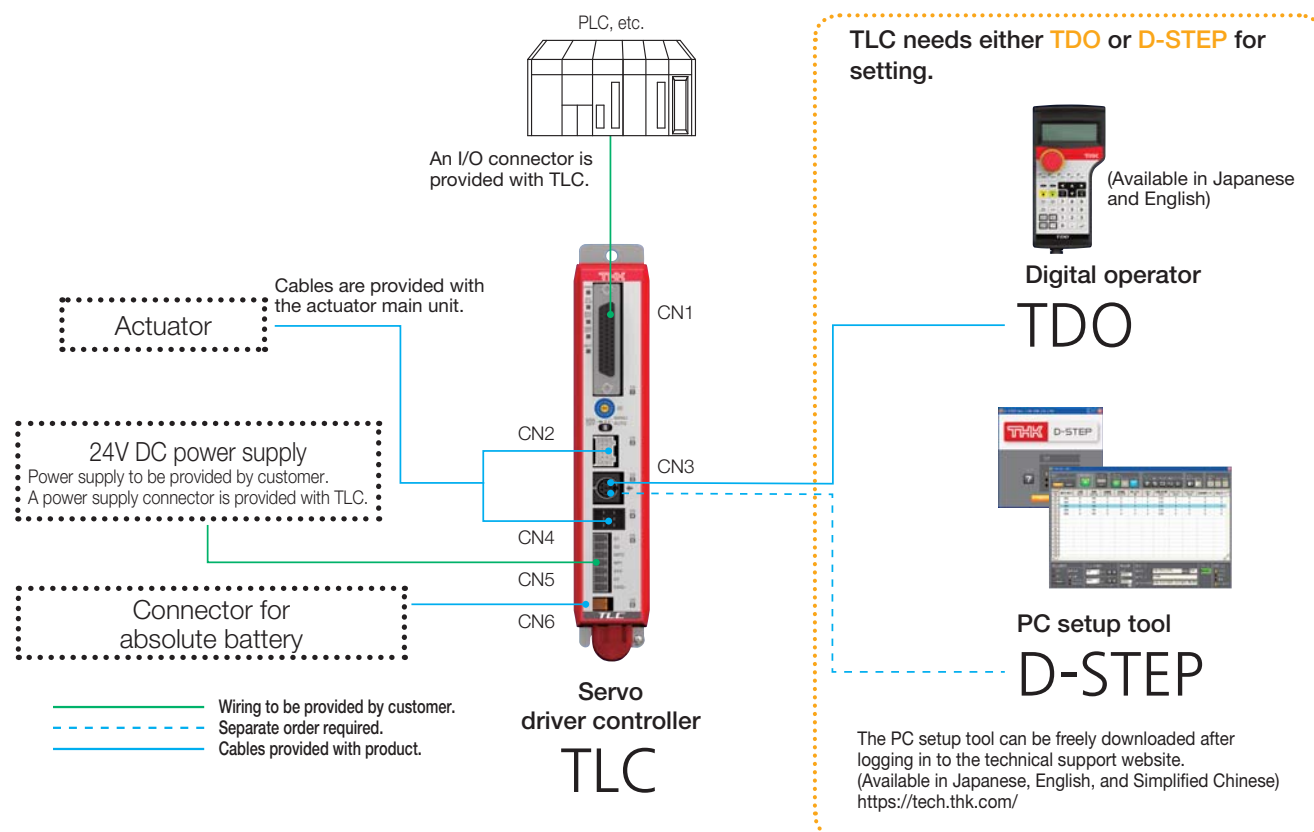 PLC, etc.
An I/O connector is
provided with TLC.
Cables are provided with
the actuator main unit.
Actuator
24V DC power supply
Power supply to be provided by customer.
A power supply connector is provided with TLC.
Connector for
absolute battery
THK
CN1
CN2
CN3
CN4
CN5
CN6
TLC
Servo
driver controller
TLC
Wiring to be provided by customer.
Separate order required.
Cables provided with product.
TLC needs either TDO or D-STEP for
setting.
THK
(Available in Japanese
and English)
Digital operator
TDO
THK D-STEP
PC setup tool
D-STEP
The PC setup tool can be freely downloaded after
logging in to the technical support website.
(Available in Japanese, English, and Simplified Chinese)
https://tech.thk.com/